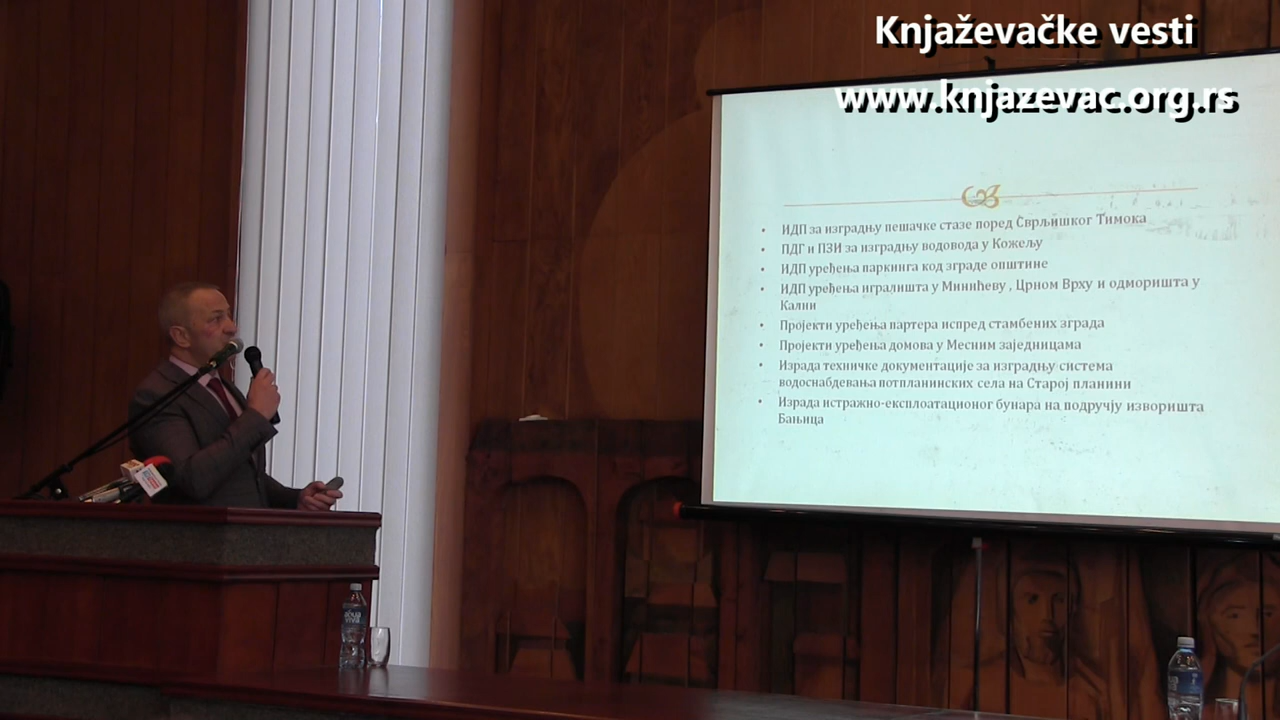 Knjaževačke vesti
www.knjazevac.org.rs
• ИДП за изградњу пешачке стазе поред Сврљишког Тимока
• ПДГ и ПЗИ за изградњу водовода у Кожељу
• ИДП уређења паркинга код зграде општине
• ИДП уређења игралишта у Минићеву , Црном Врху и одморишта у
Кални
• Пројекти уређења партера испред стамбених зграда
• Пројекти уређења домова у Месним заједницама
• Израда техничке документације за изградњу система
водоснабдевања потпланинских села на Старој планини
• Израда истражно-експлоатационог бунара на подручју изворишта
Бањица